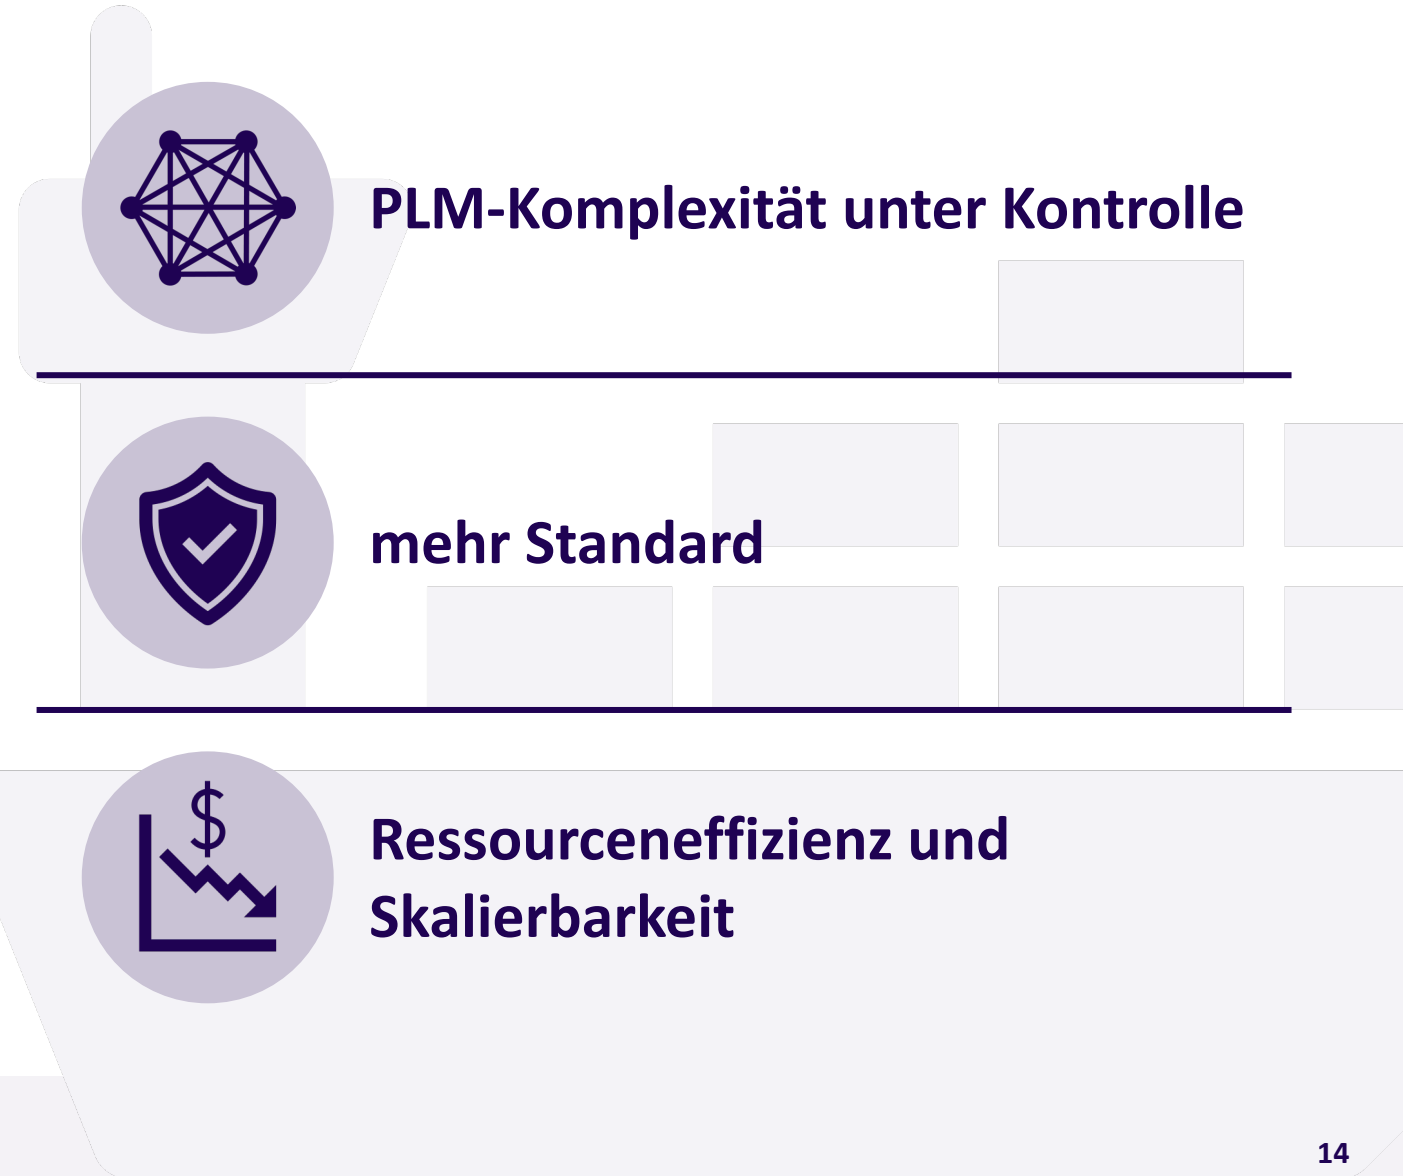 PLM-Komplexität unter Kontrolle
mehr Standard
$
Ressourceneffizienz und
Skalierbarkeit
14